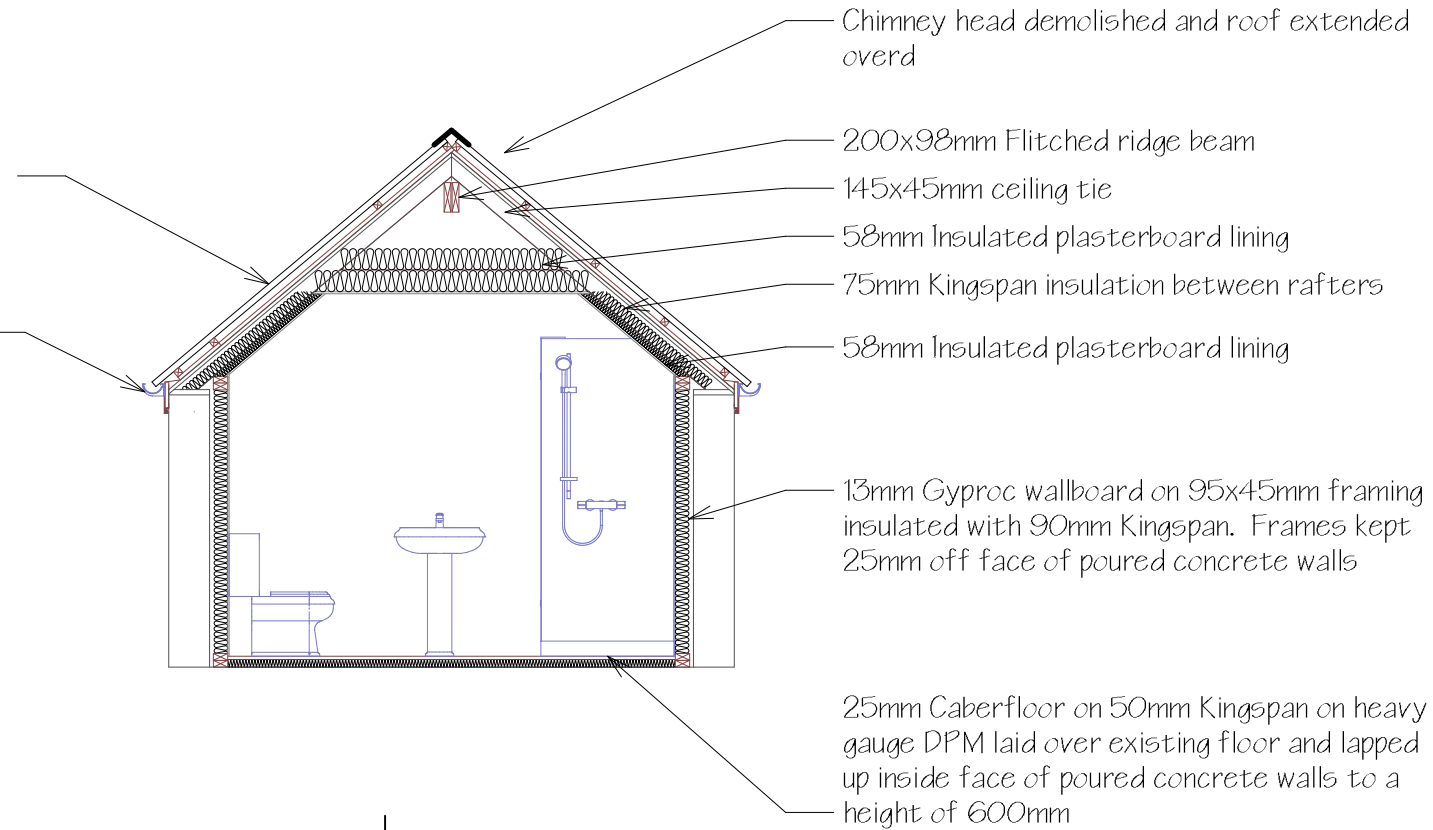 Chimney head demolished and roof extended
overd
200x98mm Flitched ridge beam
145x45mm ceiling tie
58mm Insulated plasterboard lining
75mm Kingspan insulation between rafters
58mm Insulated plasterboard lining
13mm Gyproc wallboard on 95x45mm framing
insulated with 90mm Kingspan. Frames kept
25mm off face of poured concrete walls
25mm Caberfloor on 50mm Kingspan on heavy
gauge DPM laid over existing floor and lapped
up inside face of poured concrete walls to a
height of 600mm